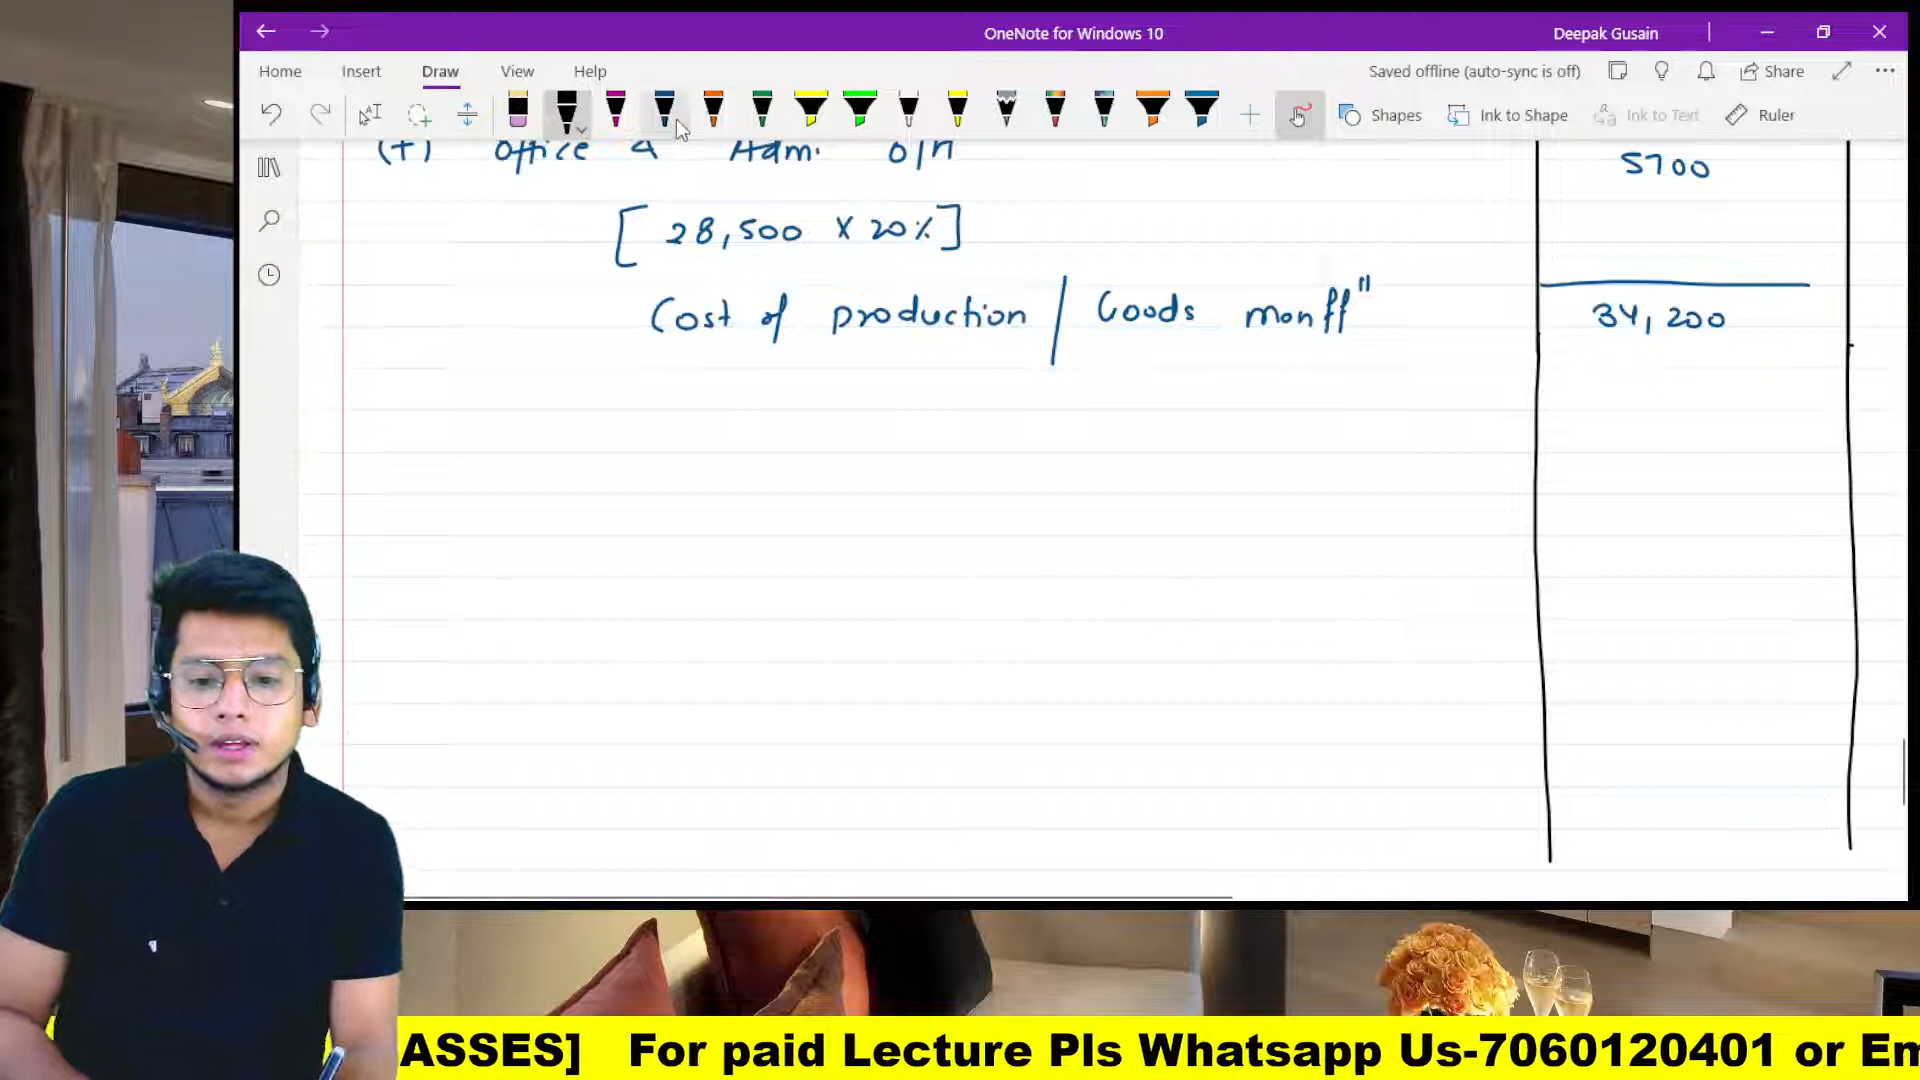 OneNote for Windows 10
Deepak Gusain
Home Insert Draw View Help
Saved offline (auto-sync is off) Share
Shapes Ink to Shape Ink to Text Ruler
(+) office & Adm. o/h
5700
[ 28,500 X 20% ]
Cost of production / Goods manff"
34,200
ASSES] For paid Lecture Pls Whatsapp Us-7060120401 or Em